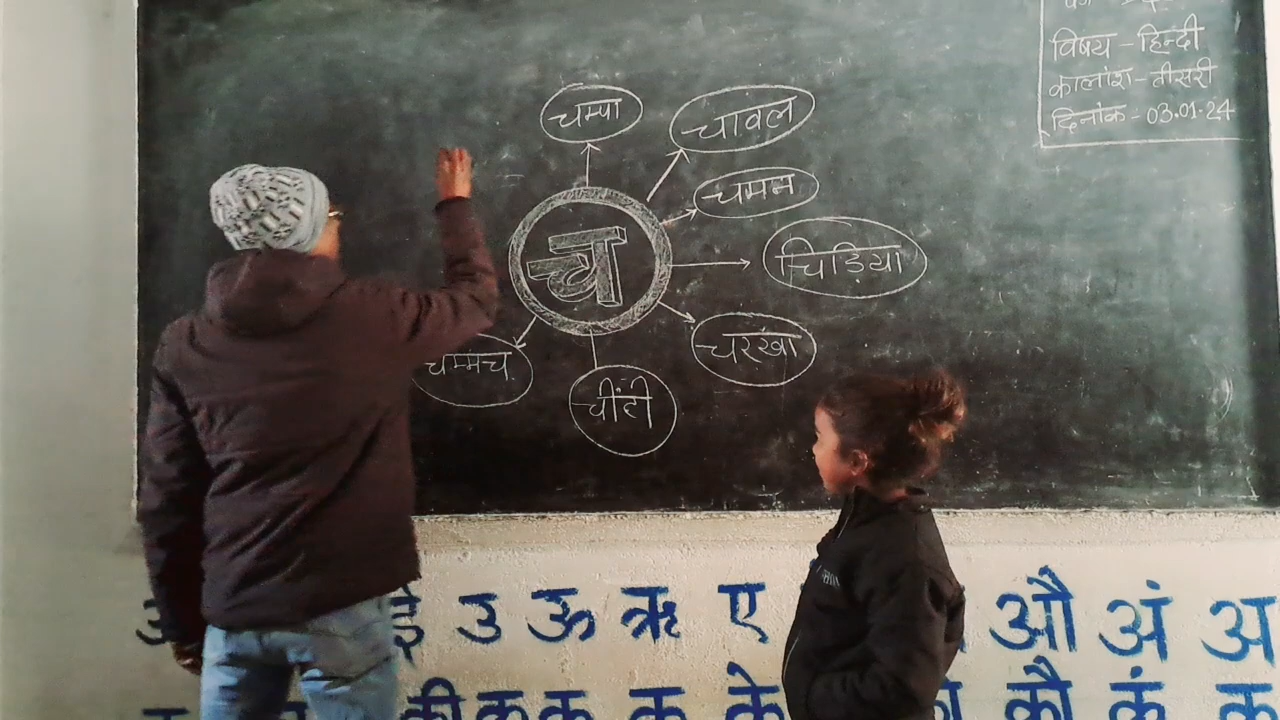 विषय - हिन्दी
कालांश - तीसरी
दिनांक - 03.01.24
चम्पा
चावल
चमन
चिड़िया
चरखा
चींटी
चम्मच
च
ई उ ऊ ऋ ए औ अं
की के कौ कं